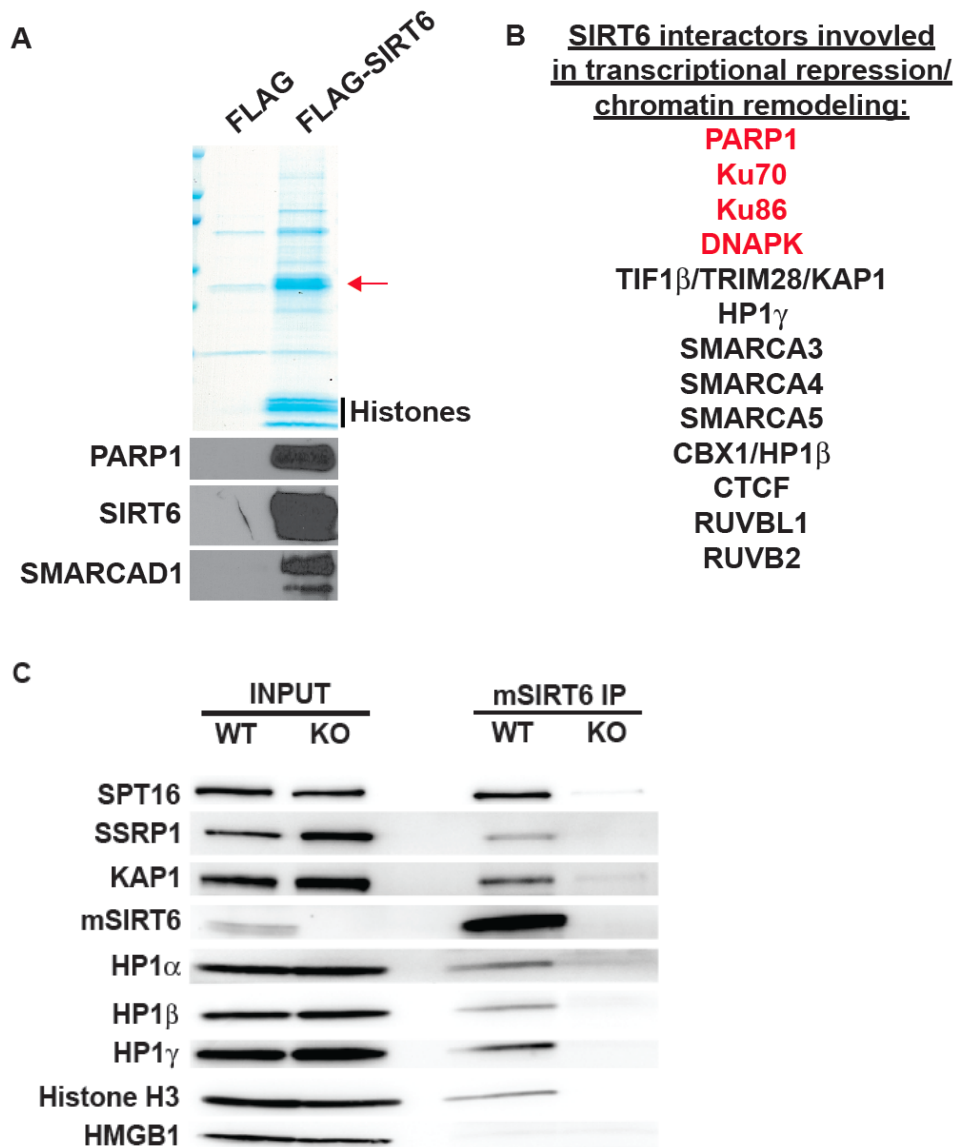 A
FLAG
FLAG-SIRT6
Histones
PARP1
SIRT6
SMARCAD1
B
SIRT6 interactors invovled
in transcriptional repression/
chromatin remodeling:
PARP1
Ku70
Ku86
DNAPK
TIF1β/TRIM28/KAP1
HP1γ
SMARCA3
SMARCA4
SMARCA5
CBX1/HP1β
CTCF
RUVBL1
RUVB2
C
INPUT mSIRT6 IP
WT KO WT KO
SPT16
SSRP1
KAP1
mSIRT6
HP1α
HP1β
HP1γ
Histone H3
HMGB1